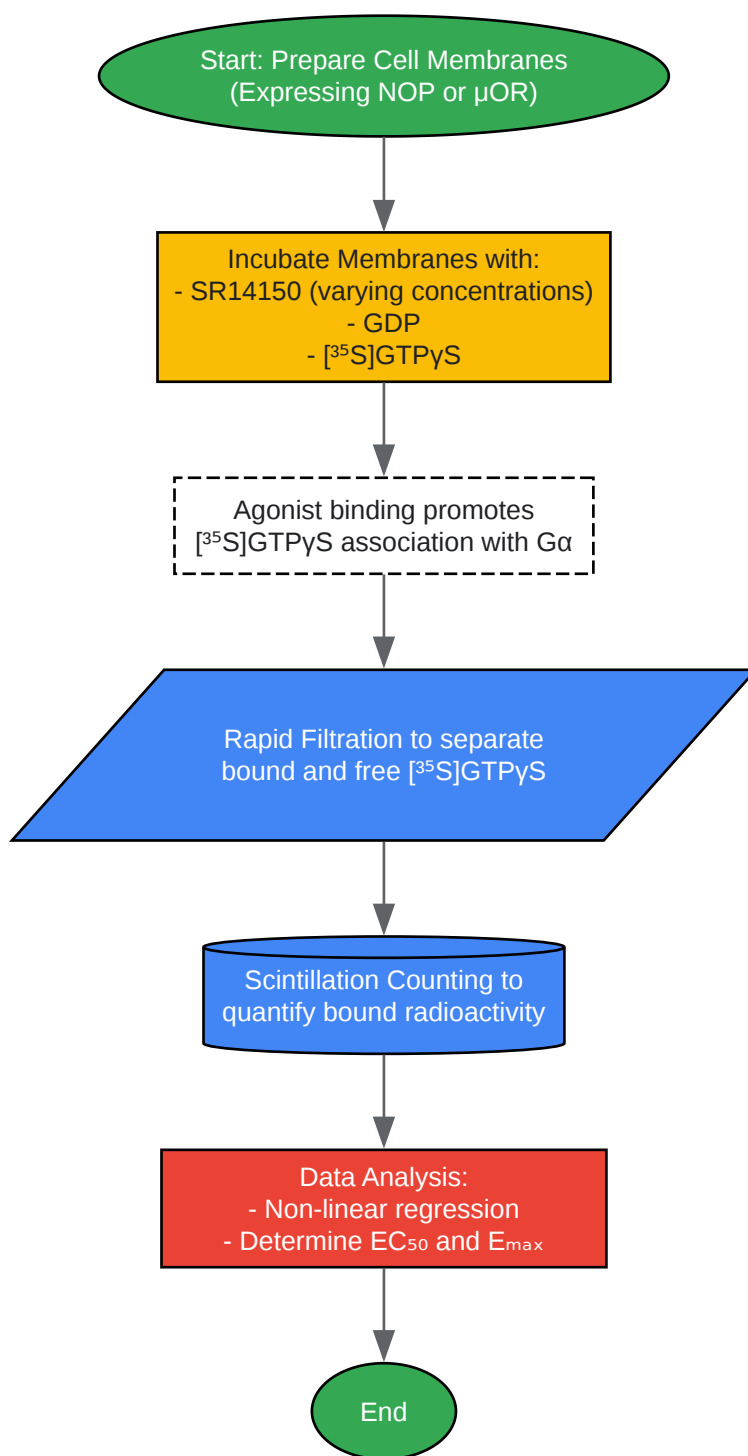 Start: Prepare Cell Membranes
(Expressing NOP or μOR)
Incubate Membranes with:
- SR14150 (varying concentrations)
- GDP
- [³⁵S]GTPγS
Agonist binding promotes
[³⁵S]GTPγS association with Gα
Rapid Filtration to separate
bound and free [³⁵S]GTPγS
Scintillation Counting to
quantify bound radioactivity
Data Analysis:
- Non-linear regression
- Determine EC₅₀ and Eₘₐₓ
End